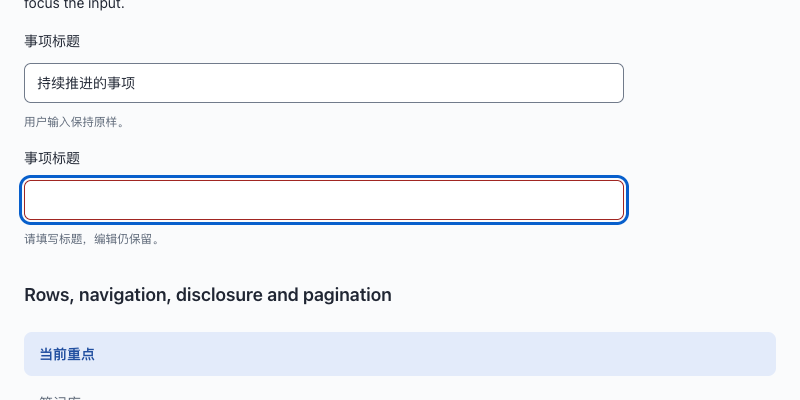 focus the input.
事项标题
持续推进的事项
用户输入保持原样。
事项标题
请填写标题，编辑仍保留。
Rows, navigation, disclosure and pagination
当前重点